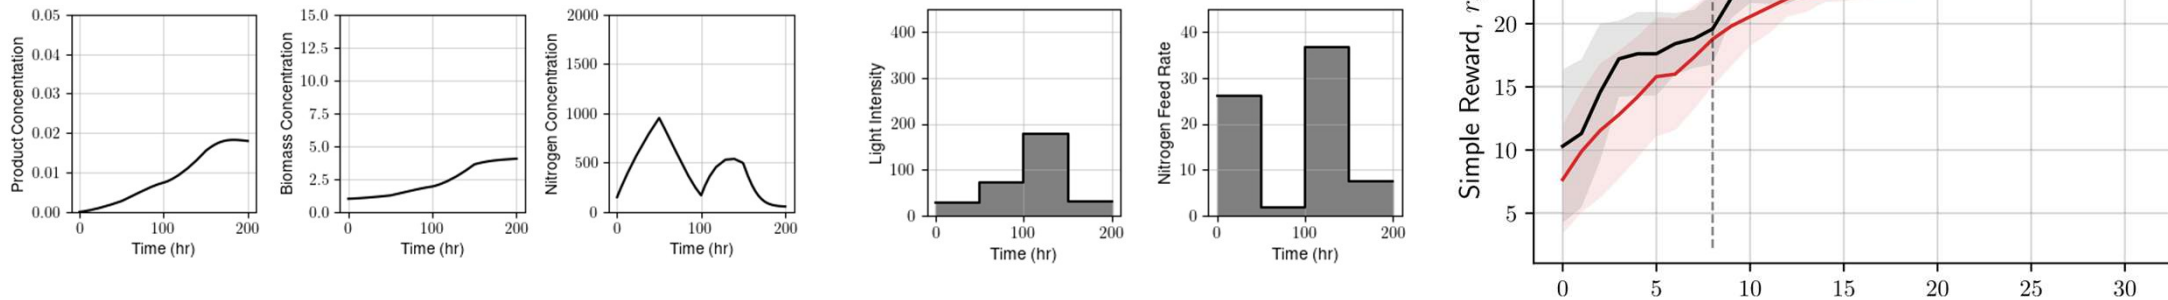 Product Concentration
0.05
0.04
0.03
0.02
0.01
0.00
0 100 200
Time (hr)
Biomass Concentration
15.0
12.5
10.0
7.5
5.0
2.5
0.0
0 100 200
Time (hr)
Nitrogen Concentration
2000
1500
1000
500
0
0 100 200
Time (hr)
Light Intensity
400
300
200
100
0
0 100 200
Time (hr)
Nitrogen Feed Rate
40
30
20
10
0
0 100 200
Time (hr)
Simple Reward,
20
15
10
5
0 5 10 15 20 25 30